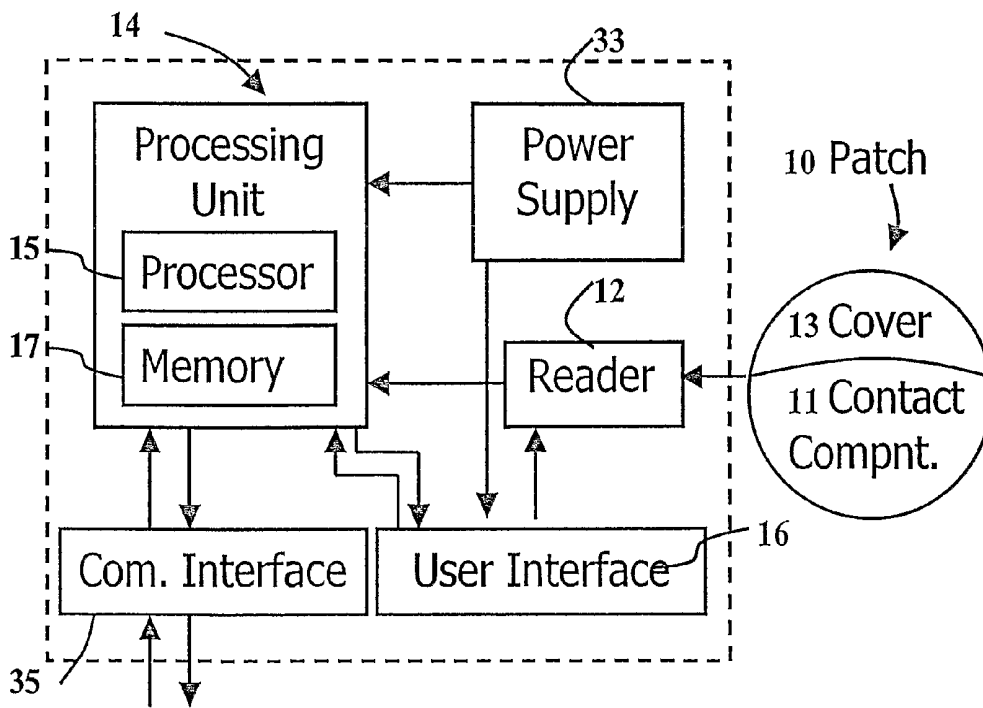 14
33
Processing
Unit
Power
Supply
10 Patch
15
Processor
12
13 Cover
17
Memory
Reader
11 Contact
Compnt.
Com. Interface
User Interface
16
35